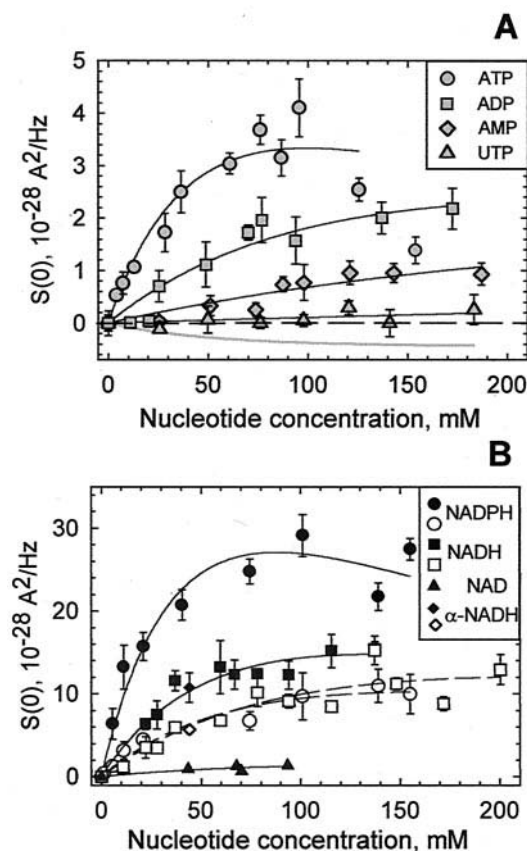 A
S(0), 10⁻²⁸ A²/Hz
5
4
3
2
1
0
ATP
ADP
AMP
UTP
0 50 100 150 200
Nucleotide concentration, mM
B
S(0), 10⁻²⁸ A²/Hz
30
20
10
0
NADPH
NADH
NAD
α-NADH
0 50 100 150 200
Nucleotide concentration, mM